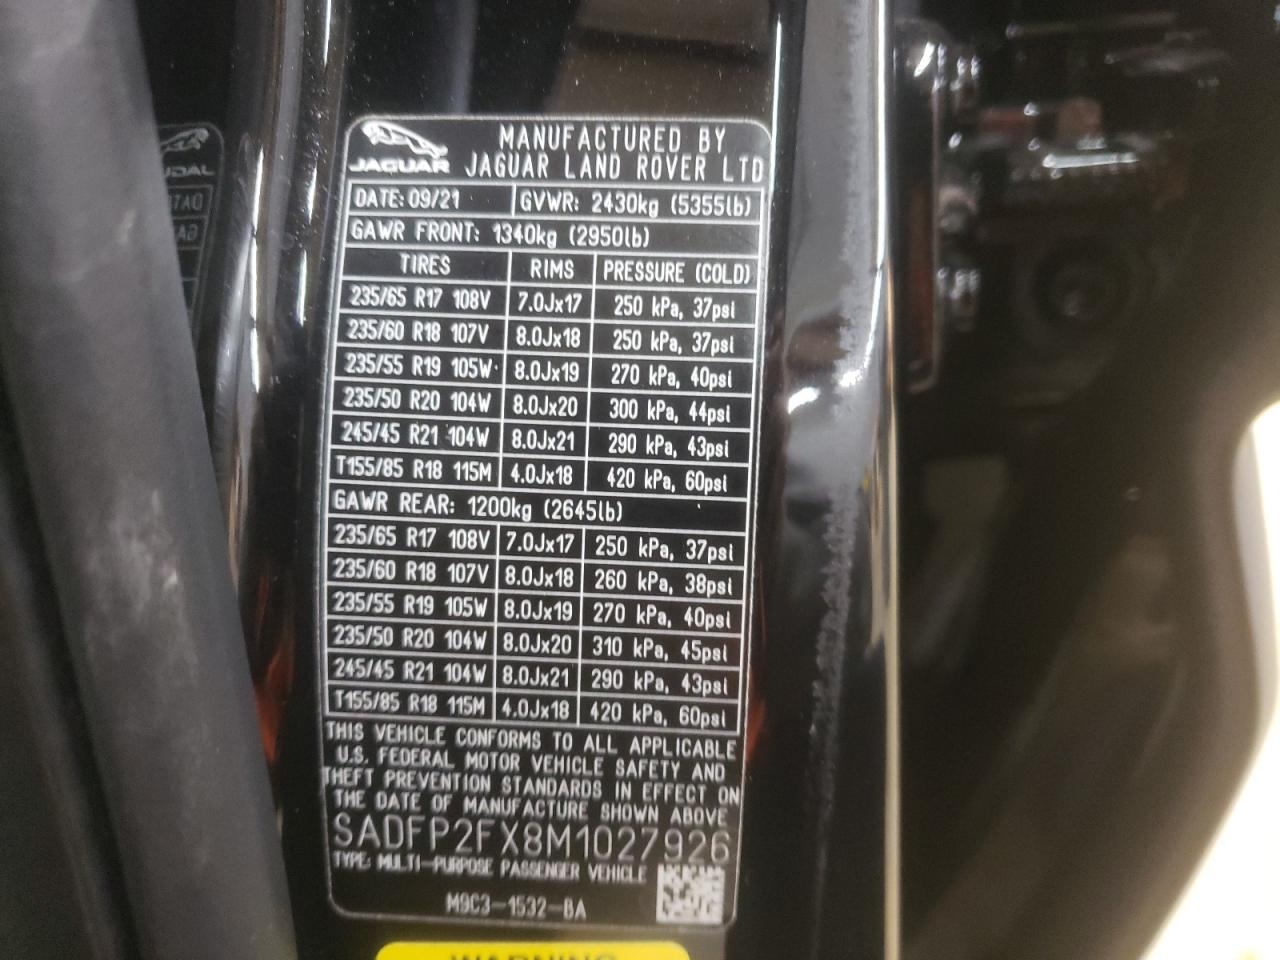 JAGUAR
MANUFACTURED BY
JAGUAR LAND ROVER LTD
DATE: 09/21 GVWR: 2430kg (5355lb)
GAWR FRONT: 1340kg (2950lb)
TIRES RIMS PRESSURE (COLD)
235/65 R17 108V 7.0Jx17 250 kPa, 37psi
235/60 R18 107V 8.0Jx18 250 kPa, 37psi
235/55 R19 105W 8.0Jx19 270 kPa, 40psi
235/50 R20 104W 8.0Jx20 300 kPa, 44psi
245/45 R21 104W 8.0Jx21 290 kPa, 43psi
T155/85 R18 115M 4.0Jx18 420 kPa, 60psi
GAWR REAR: 1200kg (2645lb)
235/65 R17 108V 7.0Jx17 250 kPa, 37psi
235/60 R18 107V 8.0Jx18 260 kPa, 38psi
235/55 R19 105W 8.0Jx19 270 kPa, 40psi
235/50 R20 104W 8.0Jx20 310 kPa, 45psi
245/45 R21 104W 8.0Jx21 290 kPa, 43psi
T155/85 R18 115M 4.0Jx18 420 kPa, 60psi
THIS VEHICLE CONFORMS TO ALL APPLICABLE
U.S. FEDERAL MOTOR VEHICLE SAFETY AND
THEFT PREVENTION STANDARDS IN EFFECT ON
THE DATE OF MANUFACTURE SHOWN ABOVE
SADFP2FX8M1027926
TYPE: MULTI-PURPOSE PASSENGER VEHICLE
M9C3-1532-BA
WARNING